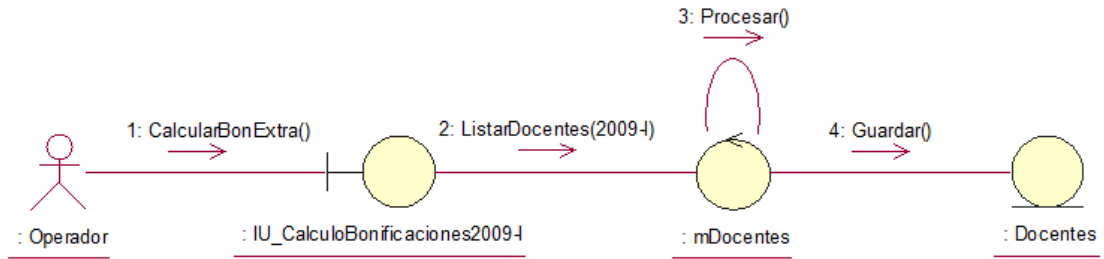 3: Procesar()
1: CalcularBonExtra()
2: ListarDocentes(2009-I)
4: Guardar()
: Operador
: IU_CalculoBonificaciones2009-I
: mDocentes
: Docentes